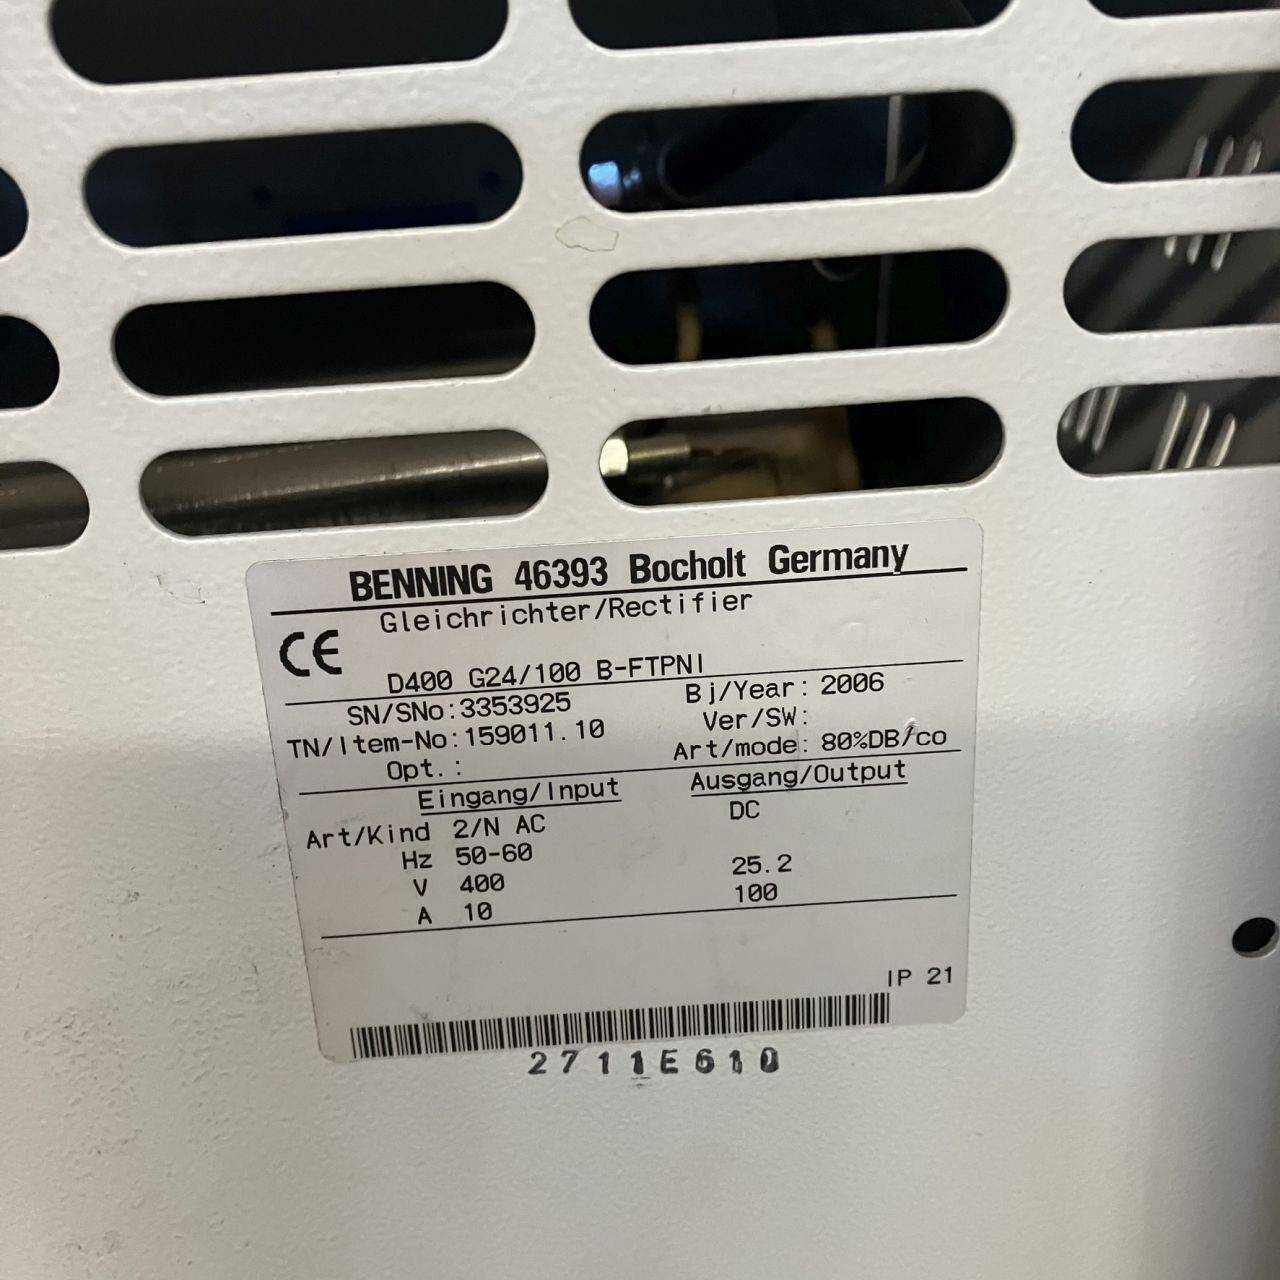 BENNING 46393 Bocholt Germany
Gleichrichter/Rectifier
CE
D400 G24/100 B-FTPNI
SN/SNo:3353925 Bj/Year: 2006
TN/Item-No:159011.10 Ver/SW:
Opt.: Art/mode: 80%DB/co
Eingang/Input Ausgang/Output
Art/Kind 2/N AC DC
Hz 50-60
V 400 25.2
A 10 100
IP 21
2711E610